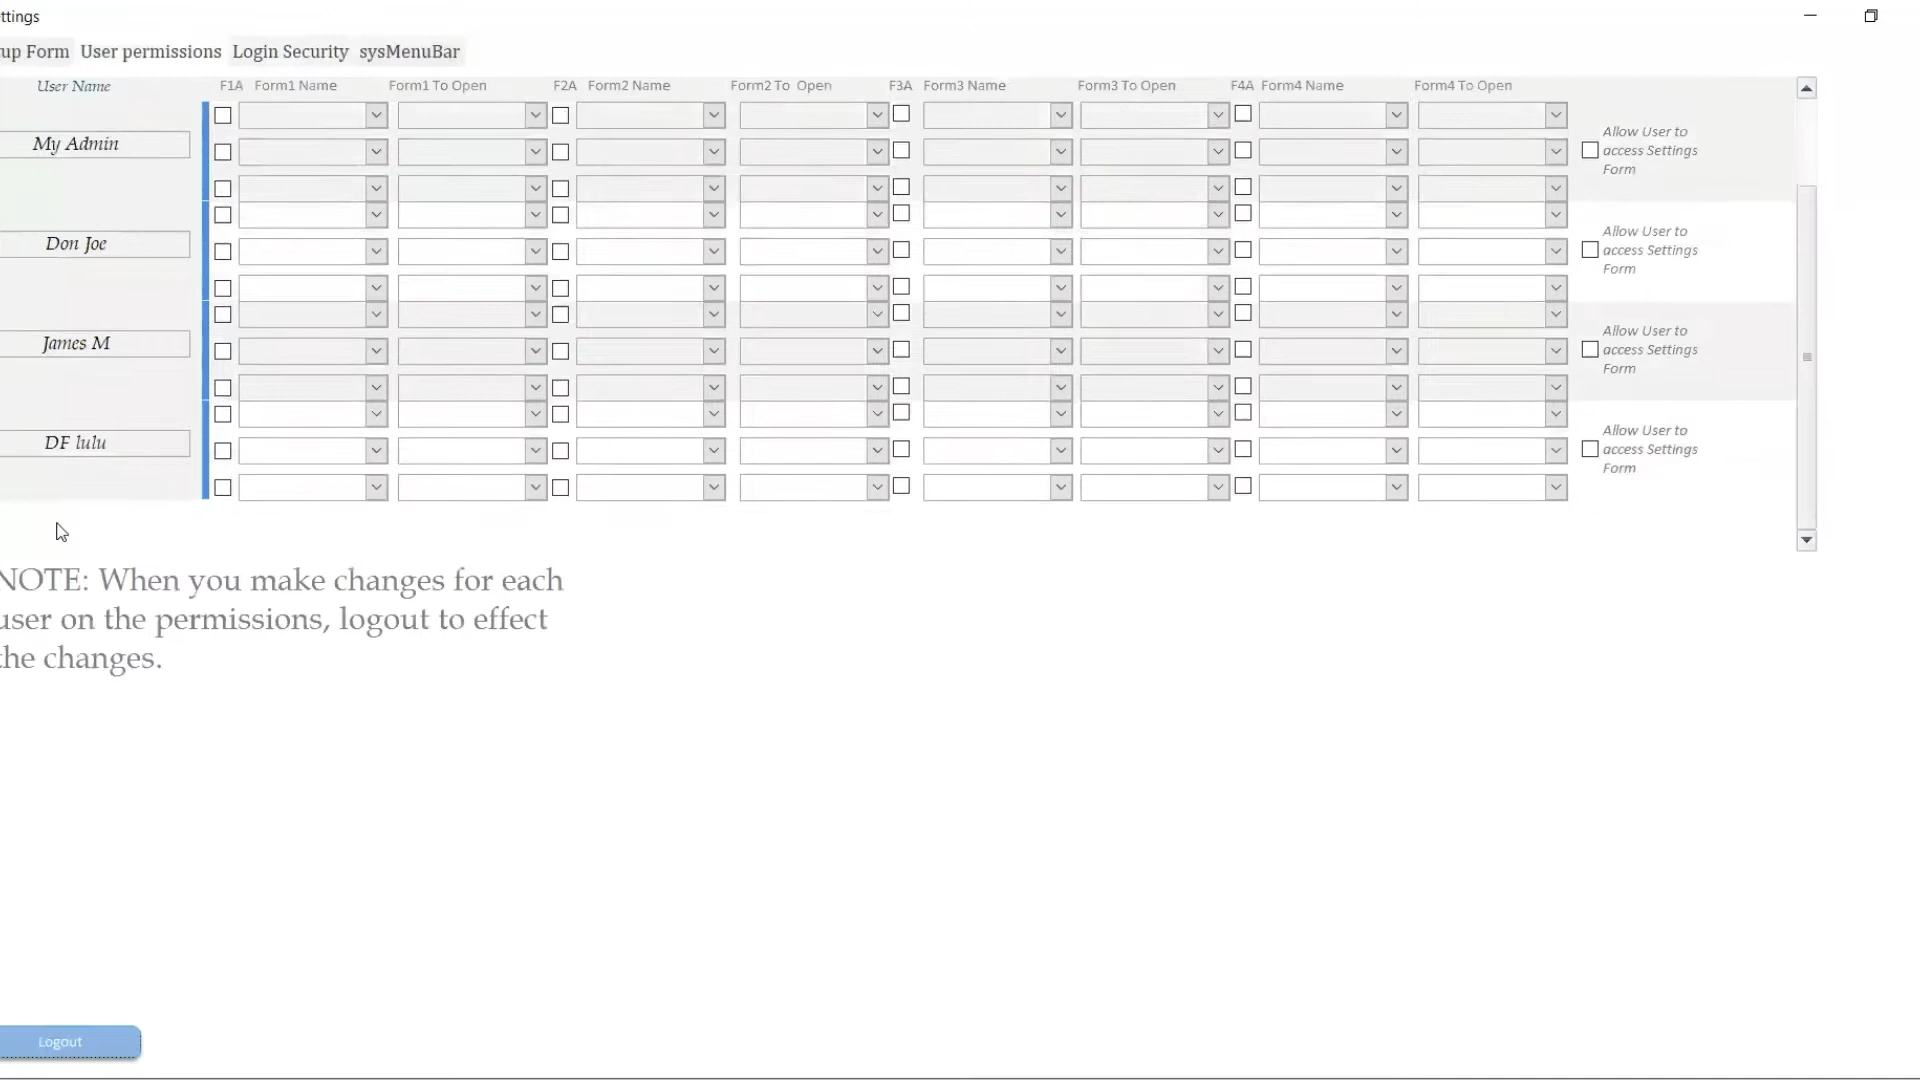 ttings
up Form User permissions Login Security sysMenuBar
User Name F1A Form1 Name Form1 To Open F2A Form2 Name Form2 To Open F3A Form3 Name Form3 To Open F4A Form4 Name Form4 To Open
My Admin
Allow User to
access Settings
Form
Don Joe
Allow User to
access Settings
Form
James M
Allow User to
access Settings
Form
DF lulu
Allow User to
access Settings
Form
NOTE: When you make changes for each
user on the permissions, logout to effect
the changes.
Logout